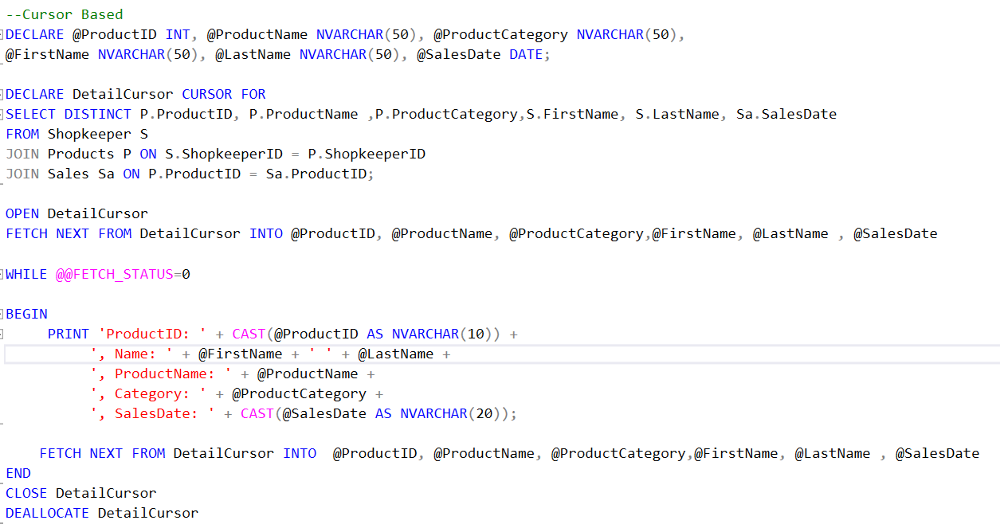 --Cursor Based
DECLARE @ProductID INT, @ProductName NVARCHAR(50), @ProductCategory NVARCHAR(50),
@FirstName NVARCHAR(50), @LastName NVARCHAR(50), @SalesDate DATE;
DECLARE DetailCursor CURSOR FOR
SELECT DISTINCT P.ProductID, P.ProductName ,P.ProductCategory,S.FirstName, S.LastName, Sa.SalesDate
FROM Shopkeeper S
JOIN Products P ON S.ShopkeeperID = P.ShopkeeperID
JOIN Sales Sa ON P.ProductID = Sa.ProductID;
OPEN DetailCursor
FETCH NEXT FROM DetailCursor INTO @ProductID, @ProductName, @ProductCategory,@FirstName, @LastName , @SalesDate
WHILE @@FETCH_STATUS=0
BEGIN
     PRINT 'ProductID: ' + CAST(@ProductID AS NVARCHAR(10)) +
          ', Name: ' + @FirstName + ' ' + @LastName +
          ', ProductName: ' + @ProductName +
          ', Category: ' + @ProductCategory +
          ', SalesDate: ' + CAST(@SalesDate AS NVARCHAR(20));
    FETCH NEXT FROM DetailCursor INTO  @ProductID, @ProductName, @ProductCategory,@FirstName, @LastName , @SalesDate
END
CLOSE DetailCursor
DEALLOCATE DetailCursor